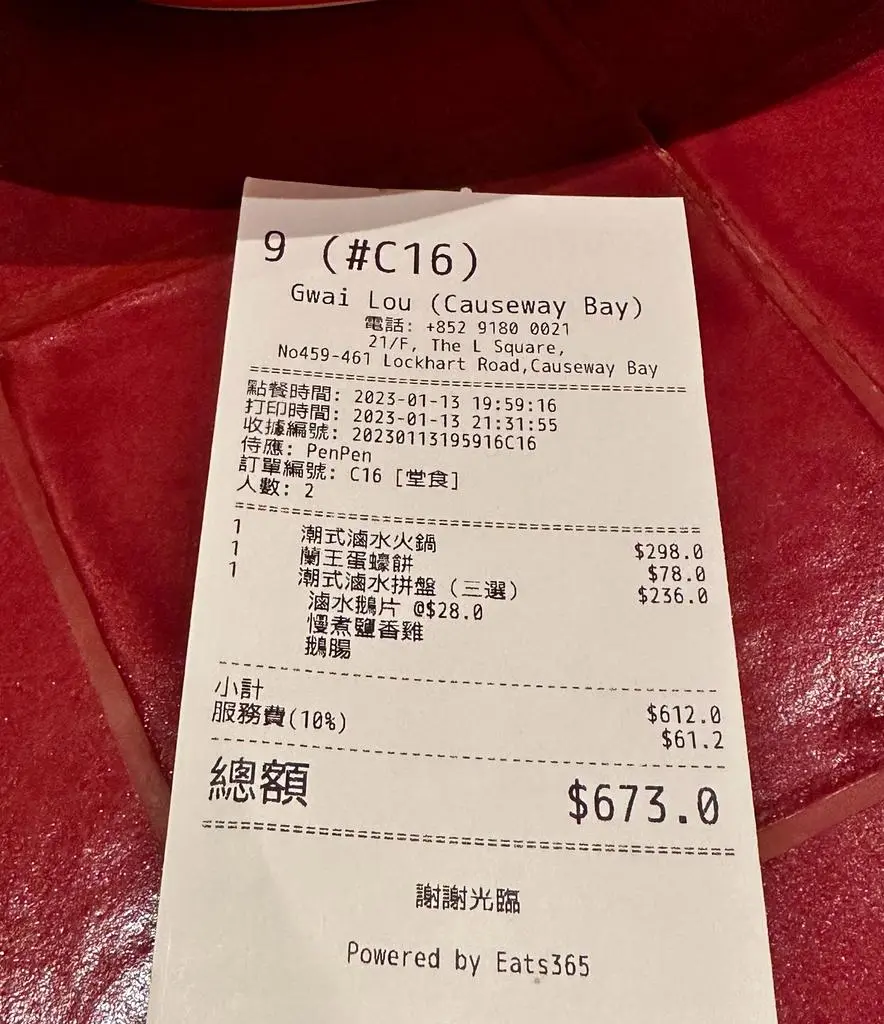 9 (#C16)
Gwai Lou (Causeway Bay)
電話: +852 9180 0021
21/F, The L Square,
No459-461 Lockhart Road,Causeway Bay
點餐時間: 2023-01-13 19:59:16
打印時間: 2023-01-13 21:31:55
收據編號: 20230113195916C16
侍應: PenPen
訂單編號: C16 [堂食]
人數: 2
1 潮式滷水火鍋 $298.0
1 蘭王蛋蠔餅 $78.0
1 潮式滷水拼盤 (三選) $236.0
滷水鵝片 @$28.0
慢煮鹽香雞
鵝腸
小計 $612.0
服務費(10%) $61.2
總額 $673.0
謝謝光臨
Powered by Eats365